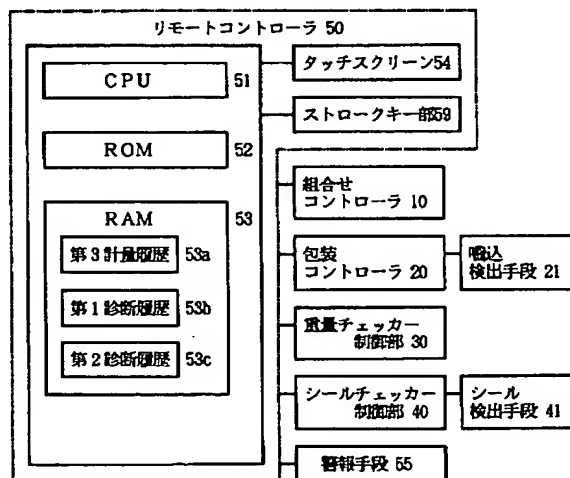 リモートコントローラ 50
CPU 51
ROM 52
RAM 53
第3計量履歴 53a
第1診断履歴 53b
第2診断履歴 53c
タッチスクリーン54
ストロークキー部59
組合せ
コントローラ 10
包装
コントローラ 20
噛込
検出手段 21
重量チェッカー
制御部 30
シールチェッカー
制御部 40
シール
検出手段 41
警報手段 55